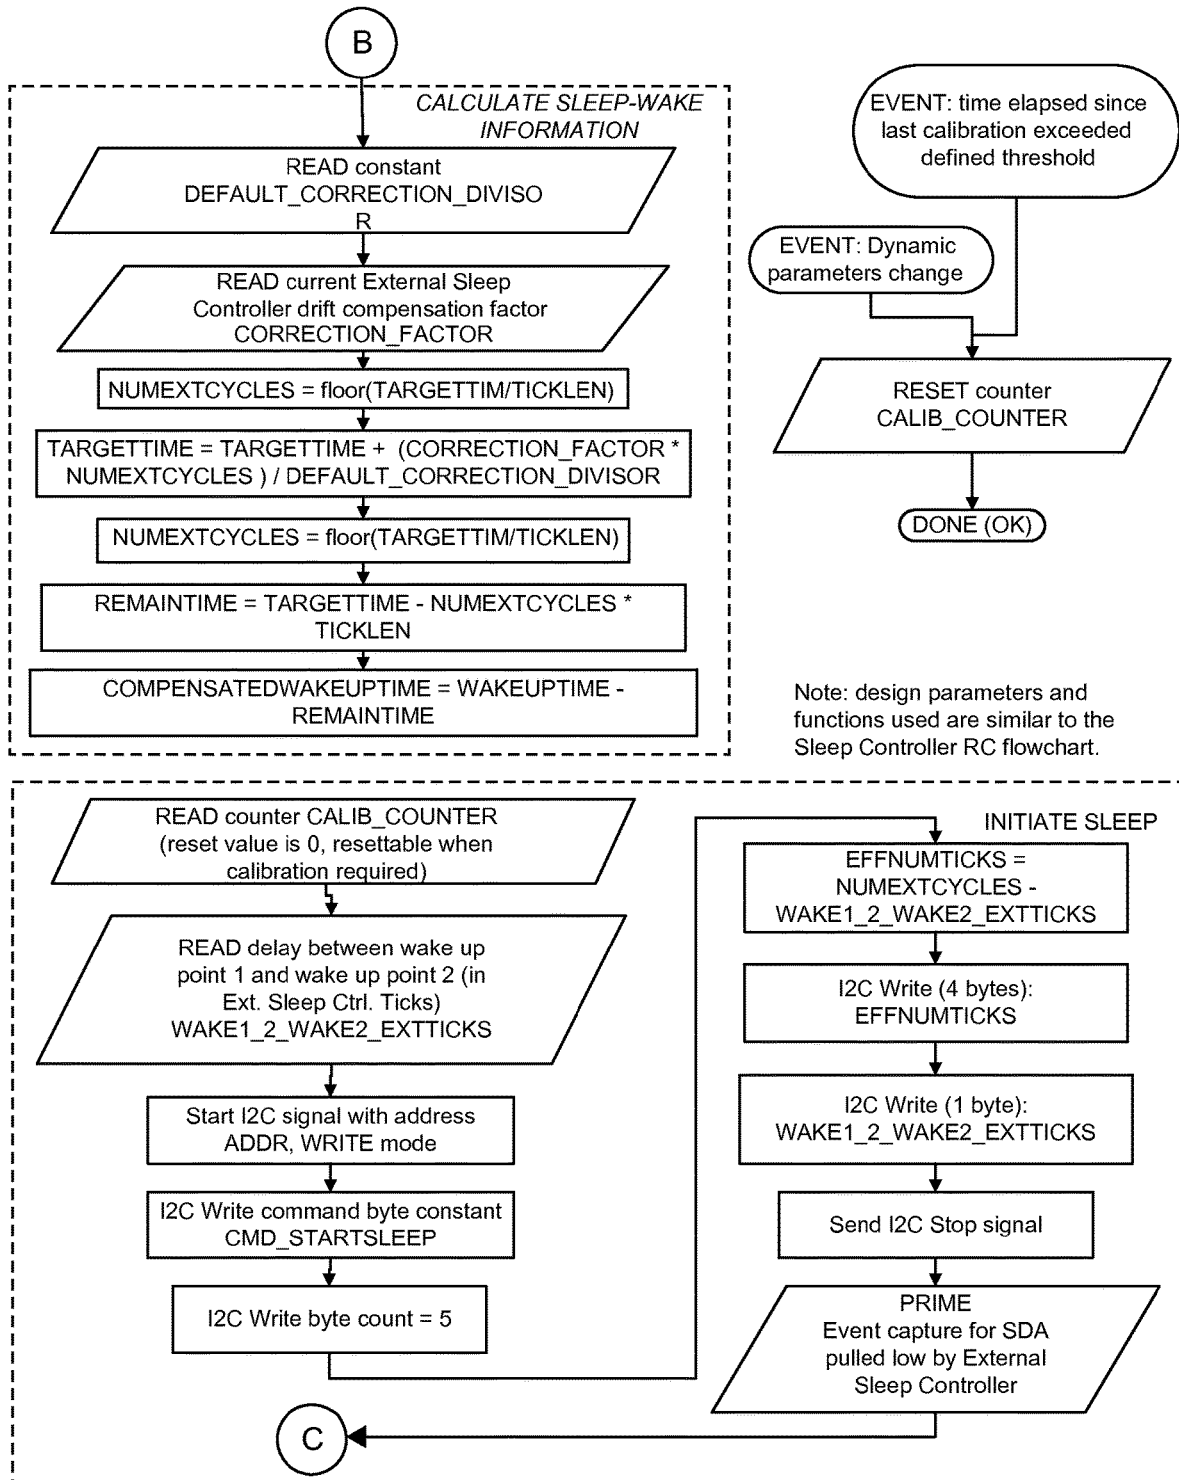 B
CALCULATE SLEEP-WAKE
INFORMATION
READ constant
DEFAULT_CORRECTION_DIVISO
R
READ current External Sleep
Controller drift compensation factor
CORRECTION_FACTOR
NUMEXTCYCLES = floor(TARGETTIM/TICKLEN)
TARGETTIME = TARGETTIME + (CORRECTION_FACTOR *
NUMEXTCYCLES ) / DEFAULT_CORRECTION_DIVISOR
NUMEXTCYCLES = floor(TARGETTIM/TICKLEN)
REMAINTIME = TARGETTIME - NUMEXTCYCLES *
TICKLEN
COMPENSATEDWAKEUPTIME = WAKEUPTIME -
REMAINTIME
EVENT: time elapsed since
last calibration exceeded
defined threshold
EVENT: Dynamic
parameters change
RESET counter
CALIB_COUNTER
DONE (OK)
Note: design parameters and
functions used are similar to the
Sleep Controller RC flowchart.
READ counter CALIB_COUNTER
(reset value is 0, resettable when
calibration required)
READ delay between wake up
point 1 and wake up point 2 (in
Ext. Sleep Ctrl. Ticks)
WAKE1_2_WAKE2_EXTTICKS
Start I2C signal with address
ADDR, WRITE mode
I2C Write command byte constant
CMD_STARTSLEEP
I2C Write byte count = 5
INITIATE SLEEP
EFFNUMTICKS =
NUMEXTCYCLES -
WAKE1_2_WAKE2_EXTTICKS
I2C Write (4 bytes):
EFFNUMTICKS
I2C Write (1 byte):
WAKE1_2_WAKE2_EXTTICKS
Send I2C Stop signal
PRIME
Event capture for SDA
pulled low by External
Sleep Controller
C